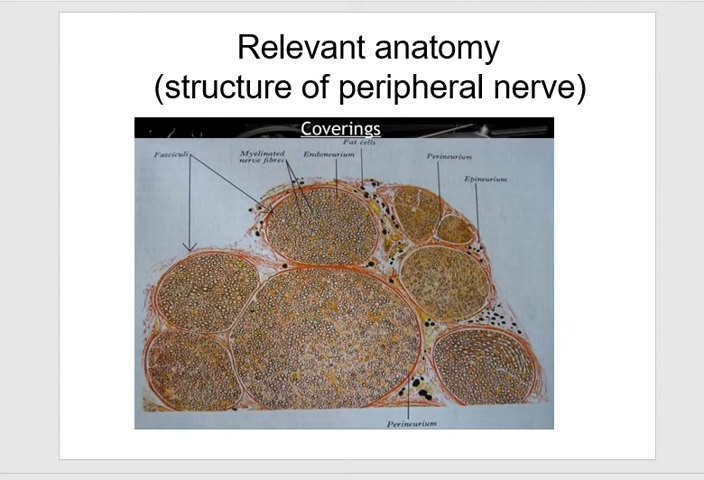 Relevant anatomy
(structure of peripheral nerve)
Coverings
Fat cells
Fasciculi
Myelinated
nerve fibres
Endoneurium
Perineurium
Epineurium
Perineurium